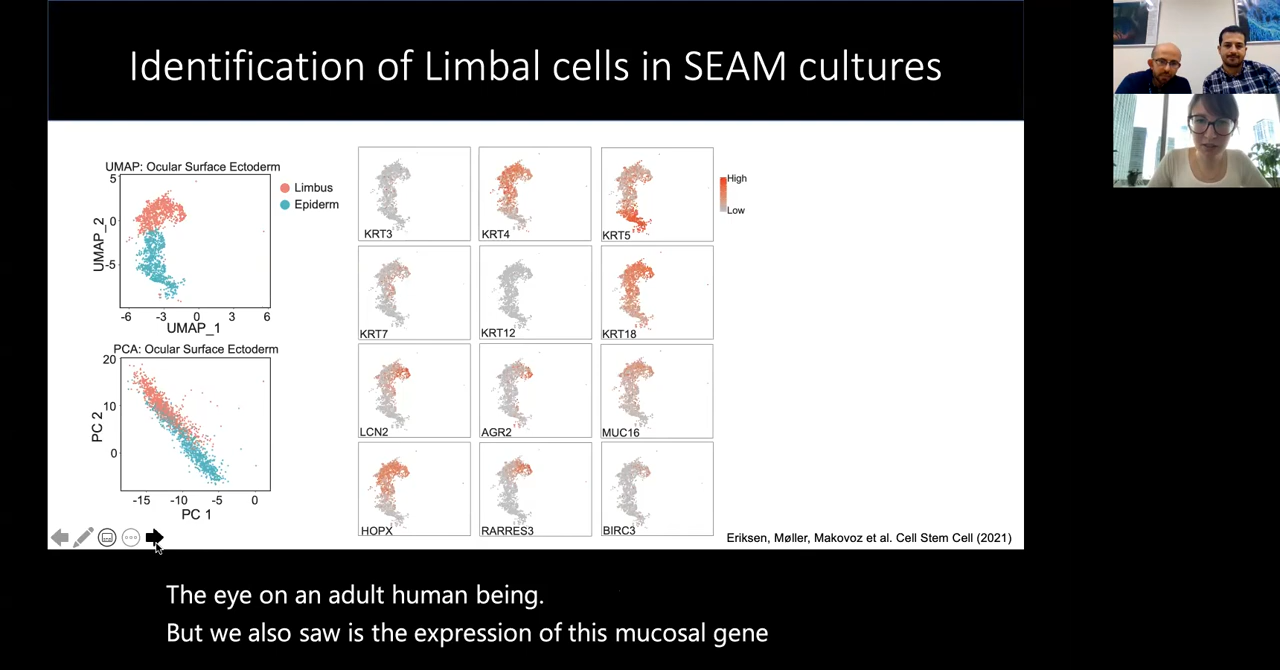 Identification of Limbal cells in SEAM cultures
UMAP: Ocular Surface Ectoderm
5
0
-5
UMAP_2
-6 -3 0 3 6
UMAP_1
Limbus
Epiderm
PCA: Ocular Surface Ectoderm
20
10
0
PC 2
-15 -10 -5 0
PC 1
KRT3
KRT4
KRT5
High
Low
KRT7
KRT12
KRT18
LCN2
AGR2
MUC16
HOPX
RARRES3
BIRC3
Eriksen, Møller, Makovoz et al. Cell Stem Cell (2021)
The eye on an adult human being.
But we also saw is the expression of this mucosal gene